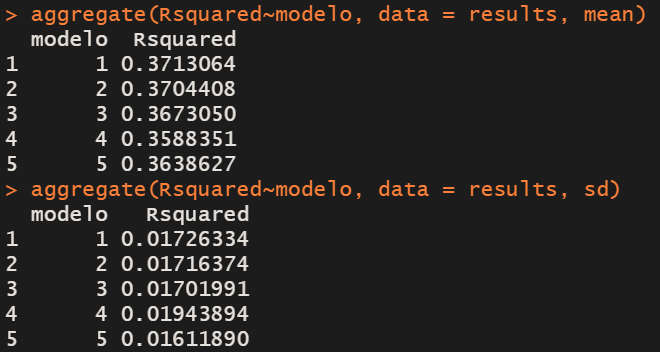 > aggregate(Rsquared~modelo, data = results, mean)
  modelo  Rsquared
1      1 0.3713064
2      2 0.3704408
3      3 0.3673050
4      4 0.3588351
5      5 0.3638627
> aggregate(Rsquared~modelo, data = results, sd)
  modelo   Rsquared
1      1 0.01726334
2      2 0.01716374
3      3 0.01701991
4      4 0.01943894
5      5 0.01611890